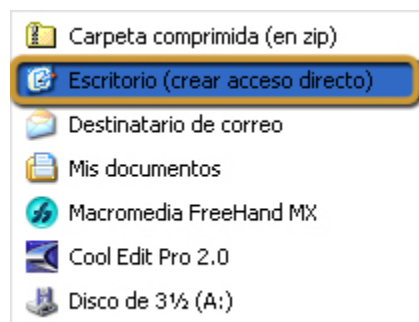 Carpeta comprimida (en zip)
Escritorio (crear acceso directo)
Destinatario de correo
Mis documentos
Macromedia FreeHand MX
Cool Edit Pro 2.0
Disco de 3½ (A:)